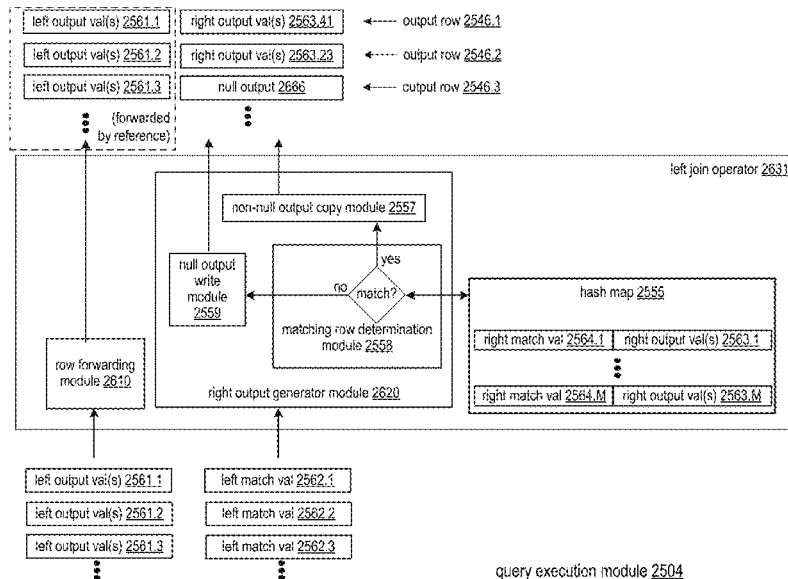 left output val(s) 2561.1 right output val(s) 2563.41 output row 2546.1
left output val(s) 2561.2 right output val(s) 2563.23 output row 2546.2
left output val(s) 2561.3 null output 2666 output row 2546.3
{forwarded
by reference}
left join operator 2631
non-null output copy module 2557
null output
write module
2559
yes
no
match?
matching row determination
module 2558
hash map 2555
right match val 2564.1 right output val(s) 2563.1
right match val 2564.M right output val(s) 2563.M
row forwarding
module 2610
right output generator module 2620
left output val(s) 2561.1 left match val 2562.1
left output val(s) 2561.2 left match val 2562.2
left output val(s) 2561.3 left match val 2562.3
query execution module 2504